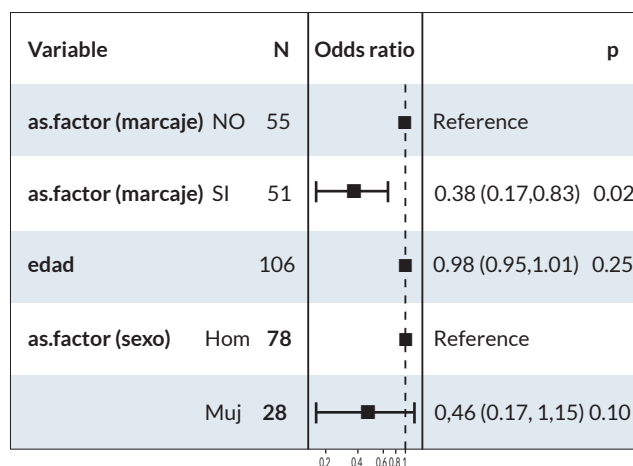 Variable N Odds ratio p
as.factor (marcaje) NO 55 Reference
as.factor (marcaje) SI 51 0.38 (0.17,0.83) 0.02
edad 106 0.98 (0.95,1.01) 0.25
as.factor (sexo) Hom 78 Reference
Muj 28 0,46 (0.17, 1,15) 0.10
0.2 0.4 0.6 0.8 1